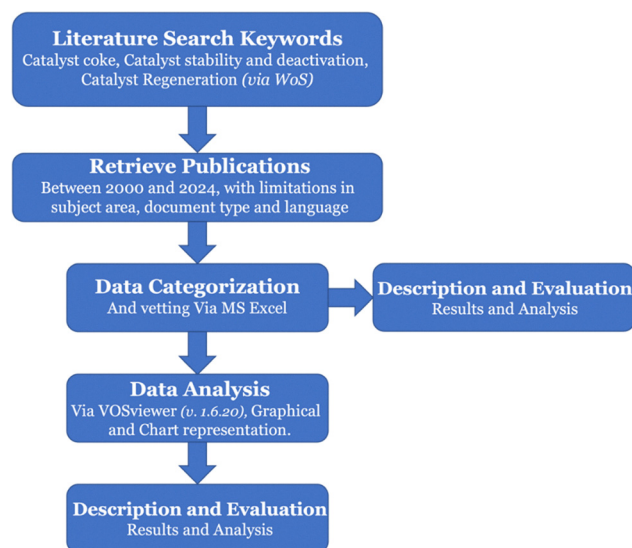 Literature Search Keywords
Catalyst coke, Catalyst stability and deactivation,
Catalyst Regeneration (via WoS)
Retrieve Publications
Between 2000 and 2024, with limitations in
subject area, document type and language
Data Categorization
And vetting Via MS Excel
Description and Evaluation
Results and Analysis
Data Analysis
Via VOSviewer (v. 1.6.20), Graphical
and Chart representation.
Description and Evaluation
Results and Analysis